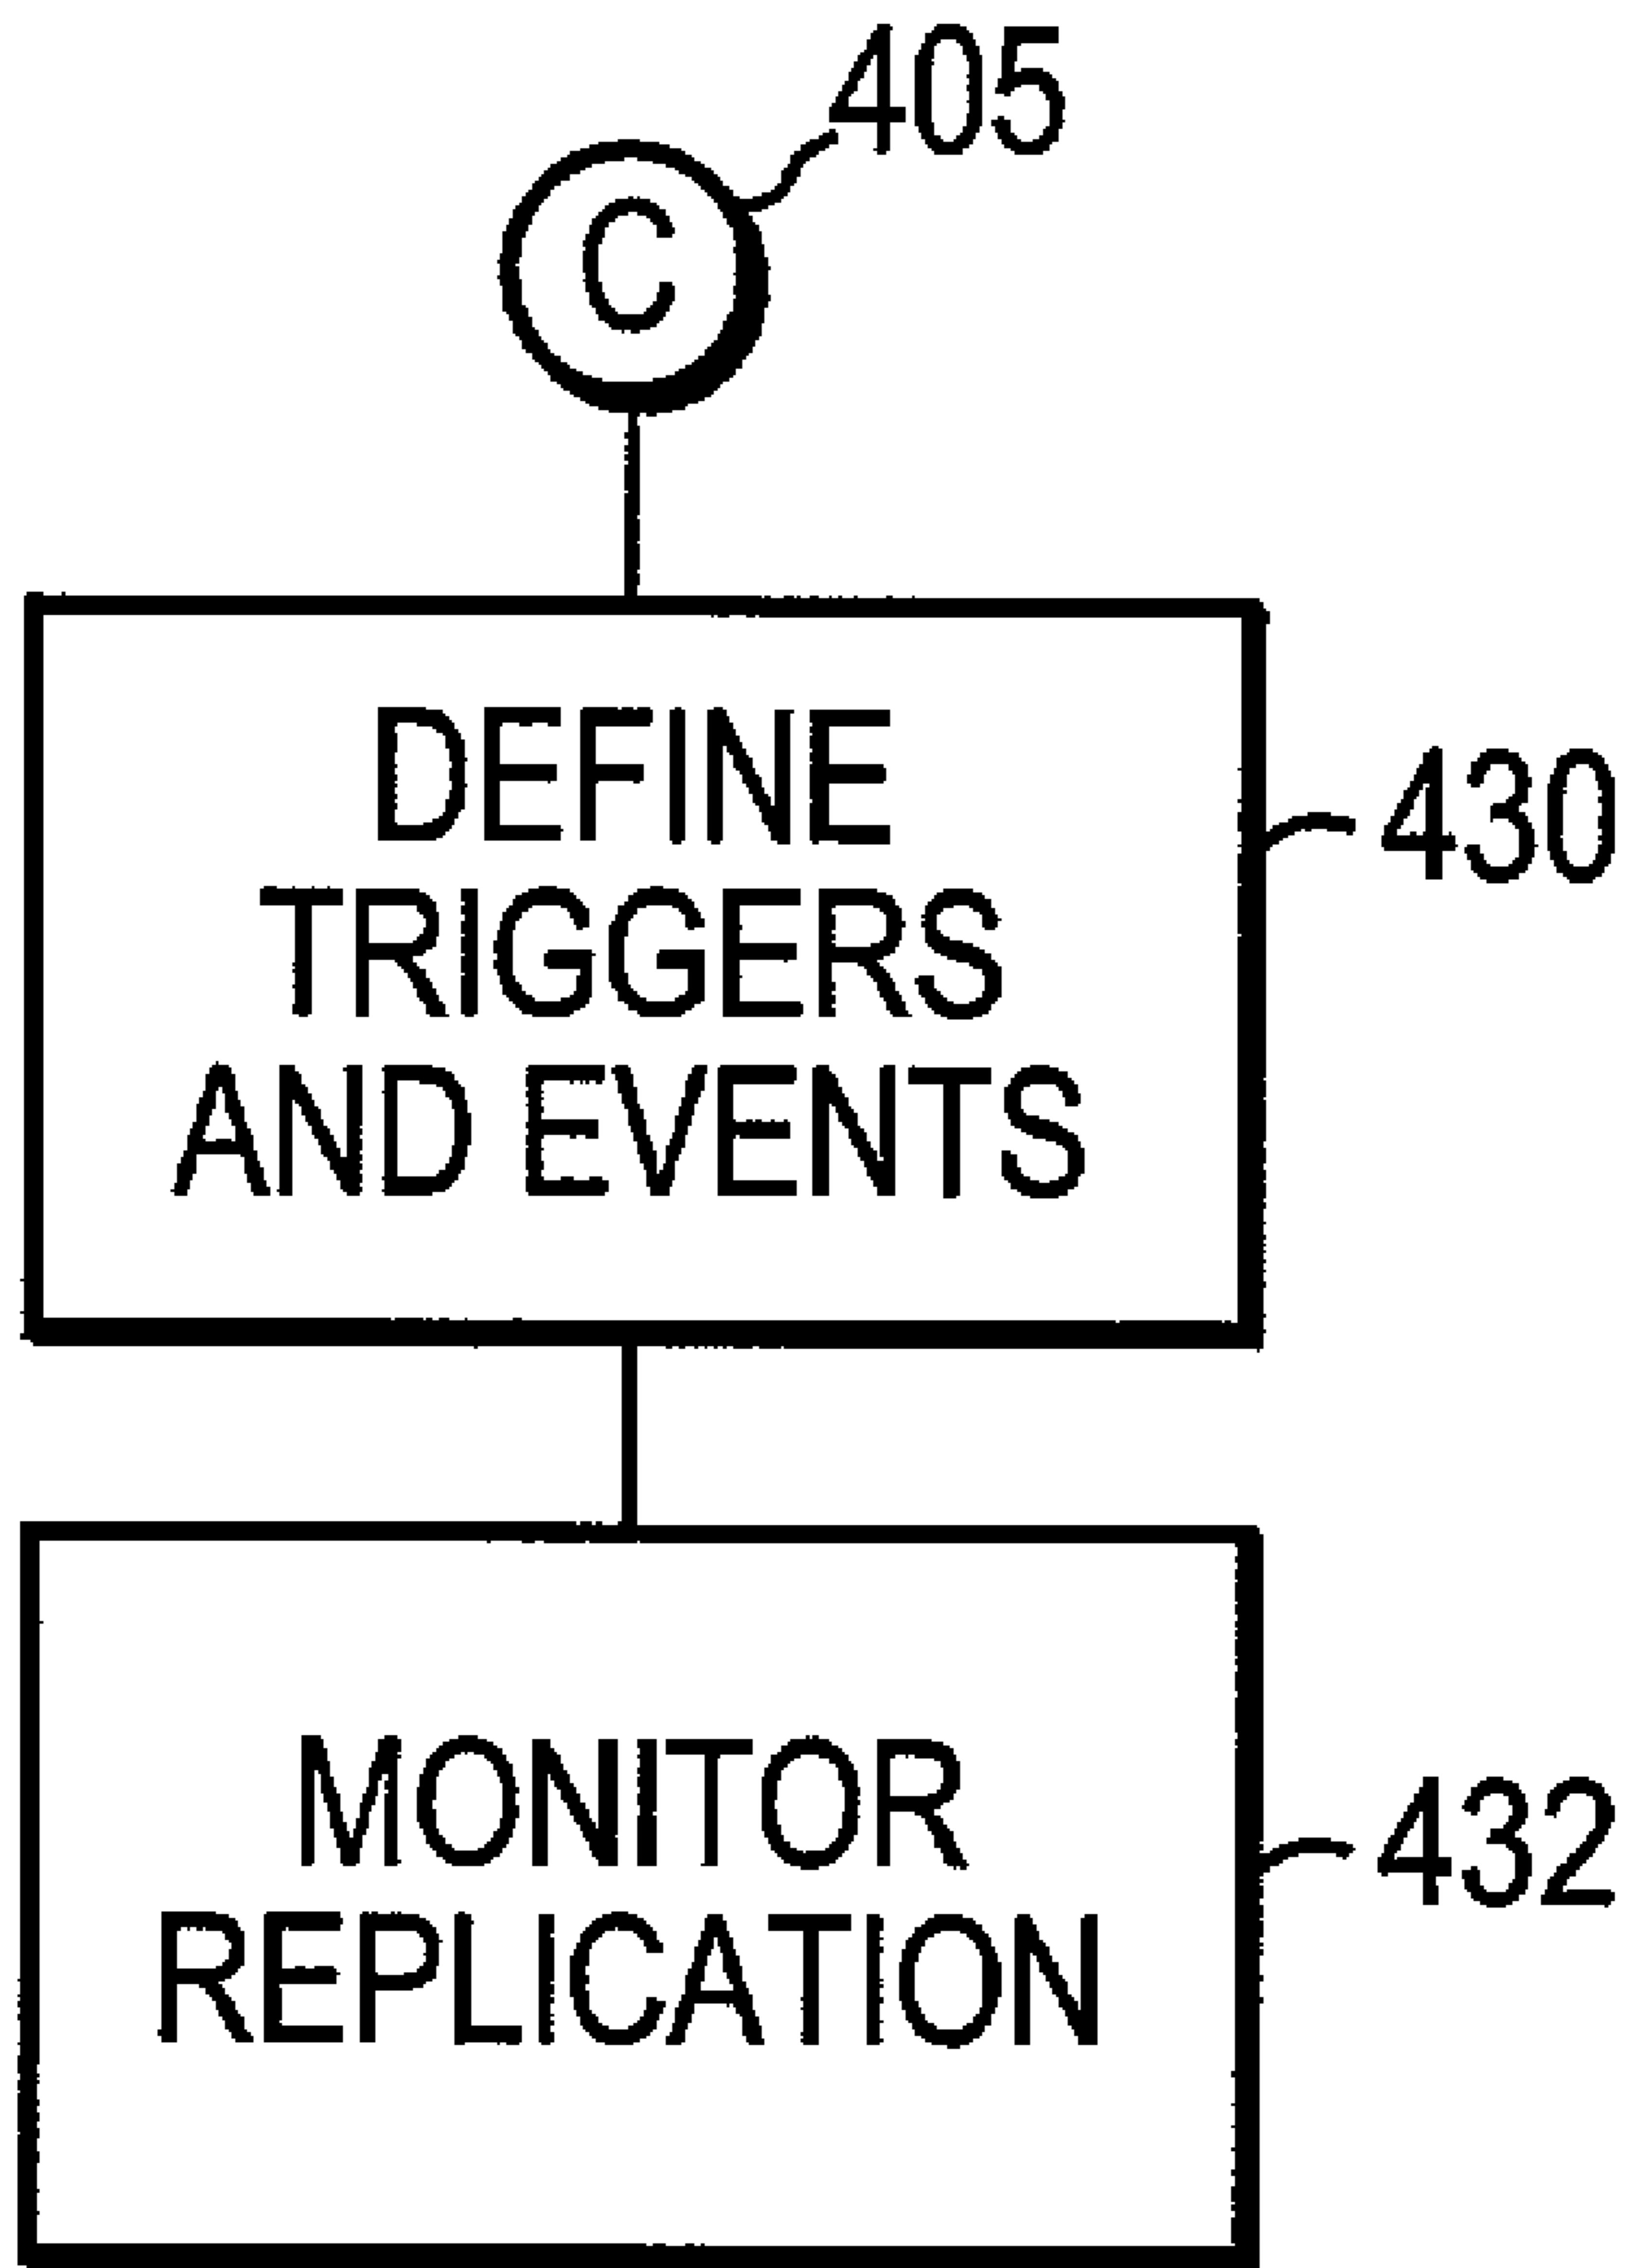 405
C
DEFINE
TRIGGERS
AND EVENTS
430
MONITOR
REPLICATION
432